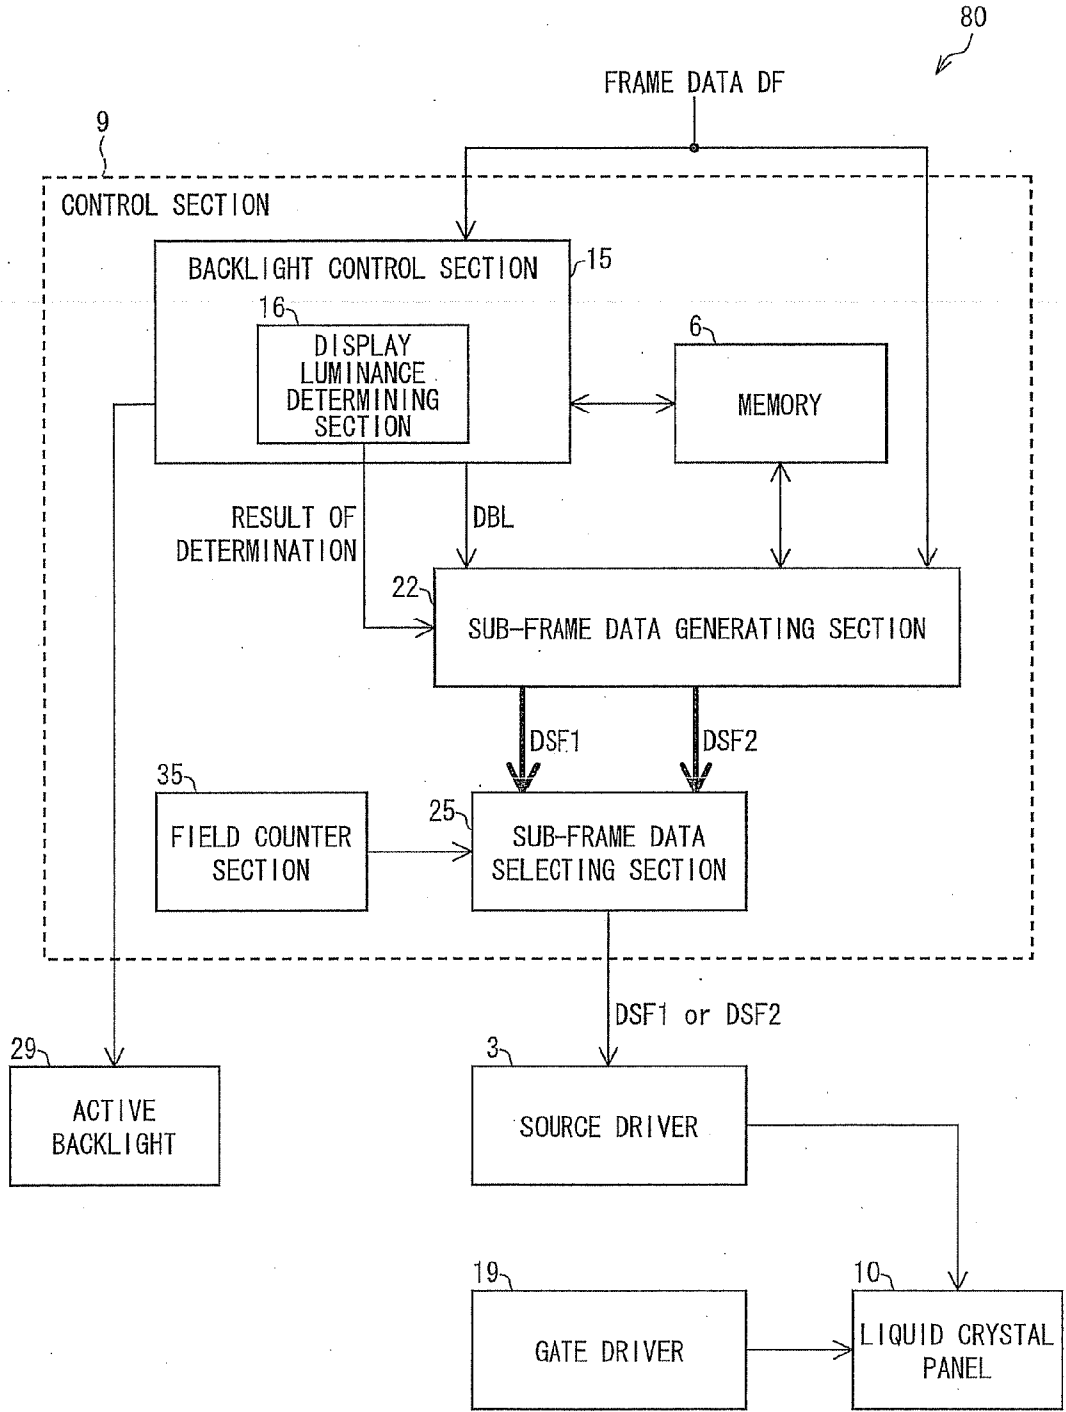 80
FRAME DATA DF
9
CONTROL SECTION
BACKLIGHT CONTROL SECTION
15
16
DISPLAY
LUMINANCE
DETERMINING
SECTION
6
MEMORY
RESULT OF
DETERMINATION
DBL
22
SUB-FRAME DATA GENERATING SECTION
DSF1
DSF2
35
FIELD COUNTER
SECTION
25
SUB-FRAME DATA
SELECTING SECTION
DSF1 or DSF2
29
ACTIVE
BACKLIGHT
3
SOURCE DRIVER
19
GATE DRIVER
10
LIQUID CRYSTAL
PANEL